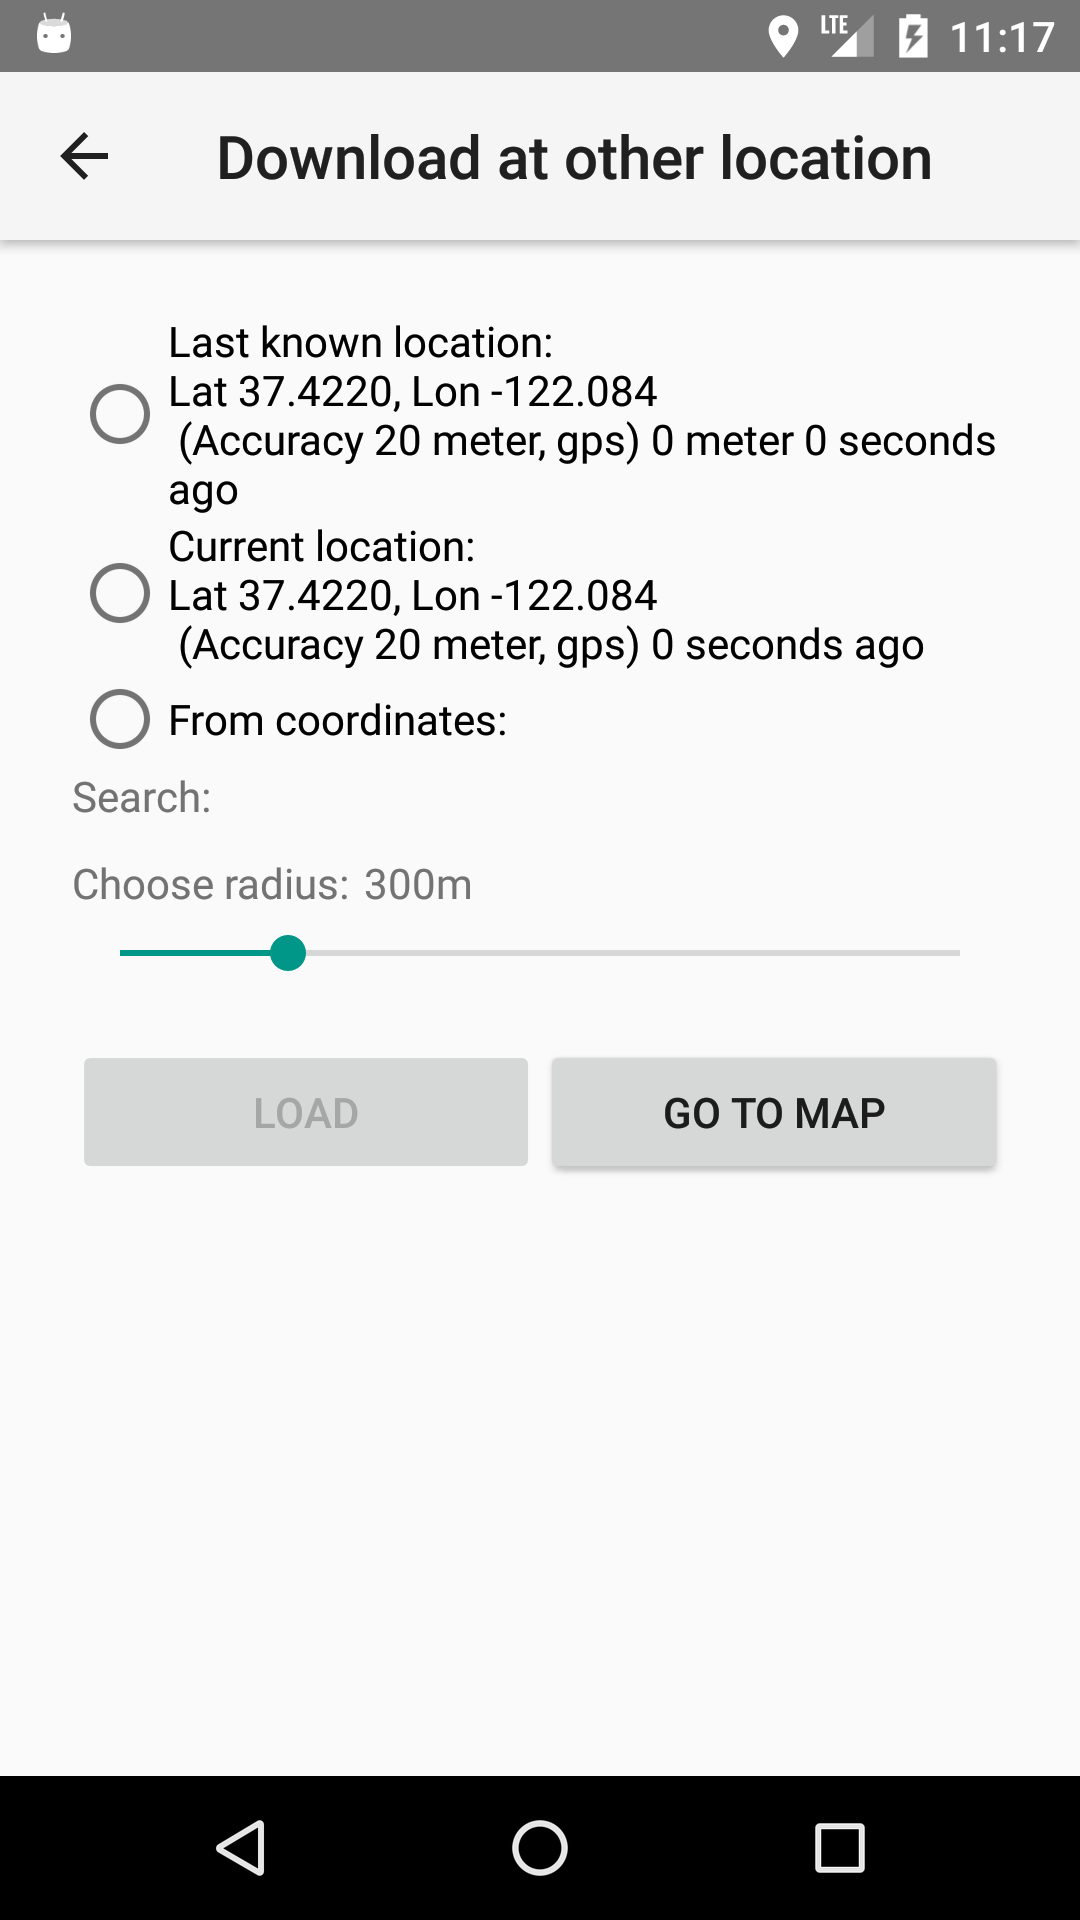 LTE 11:17
Download at other location
Last known location:
Lat 37.4220, Lon -122.084
(Accuracy 20 meter, gps) 0 meter 0 seconds
ago
Current location:
Lat 37.4220, Lon -122.084
(Accuracy 20 meter, gps) 0 seconds ago
From coordinates:
Search:
Choose radius: 300m
LOAD GO TO MAP